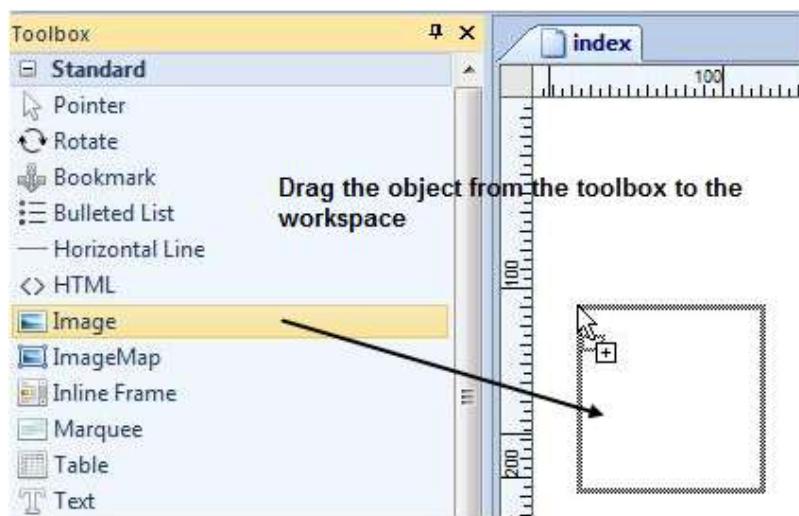 Toolbox
index
Standard
100
Pointer
Rotate
Bookmark
Drag the object from the toolbox to the
workspace
Bulleted List
Horizontal Line
HTML
100
Image
ImageMap
Inline Frame
Marquee
Table
200
Text